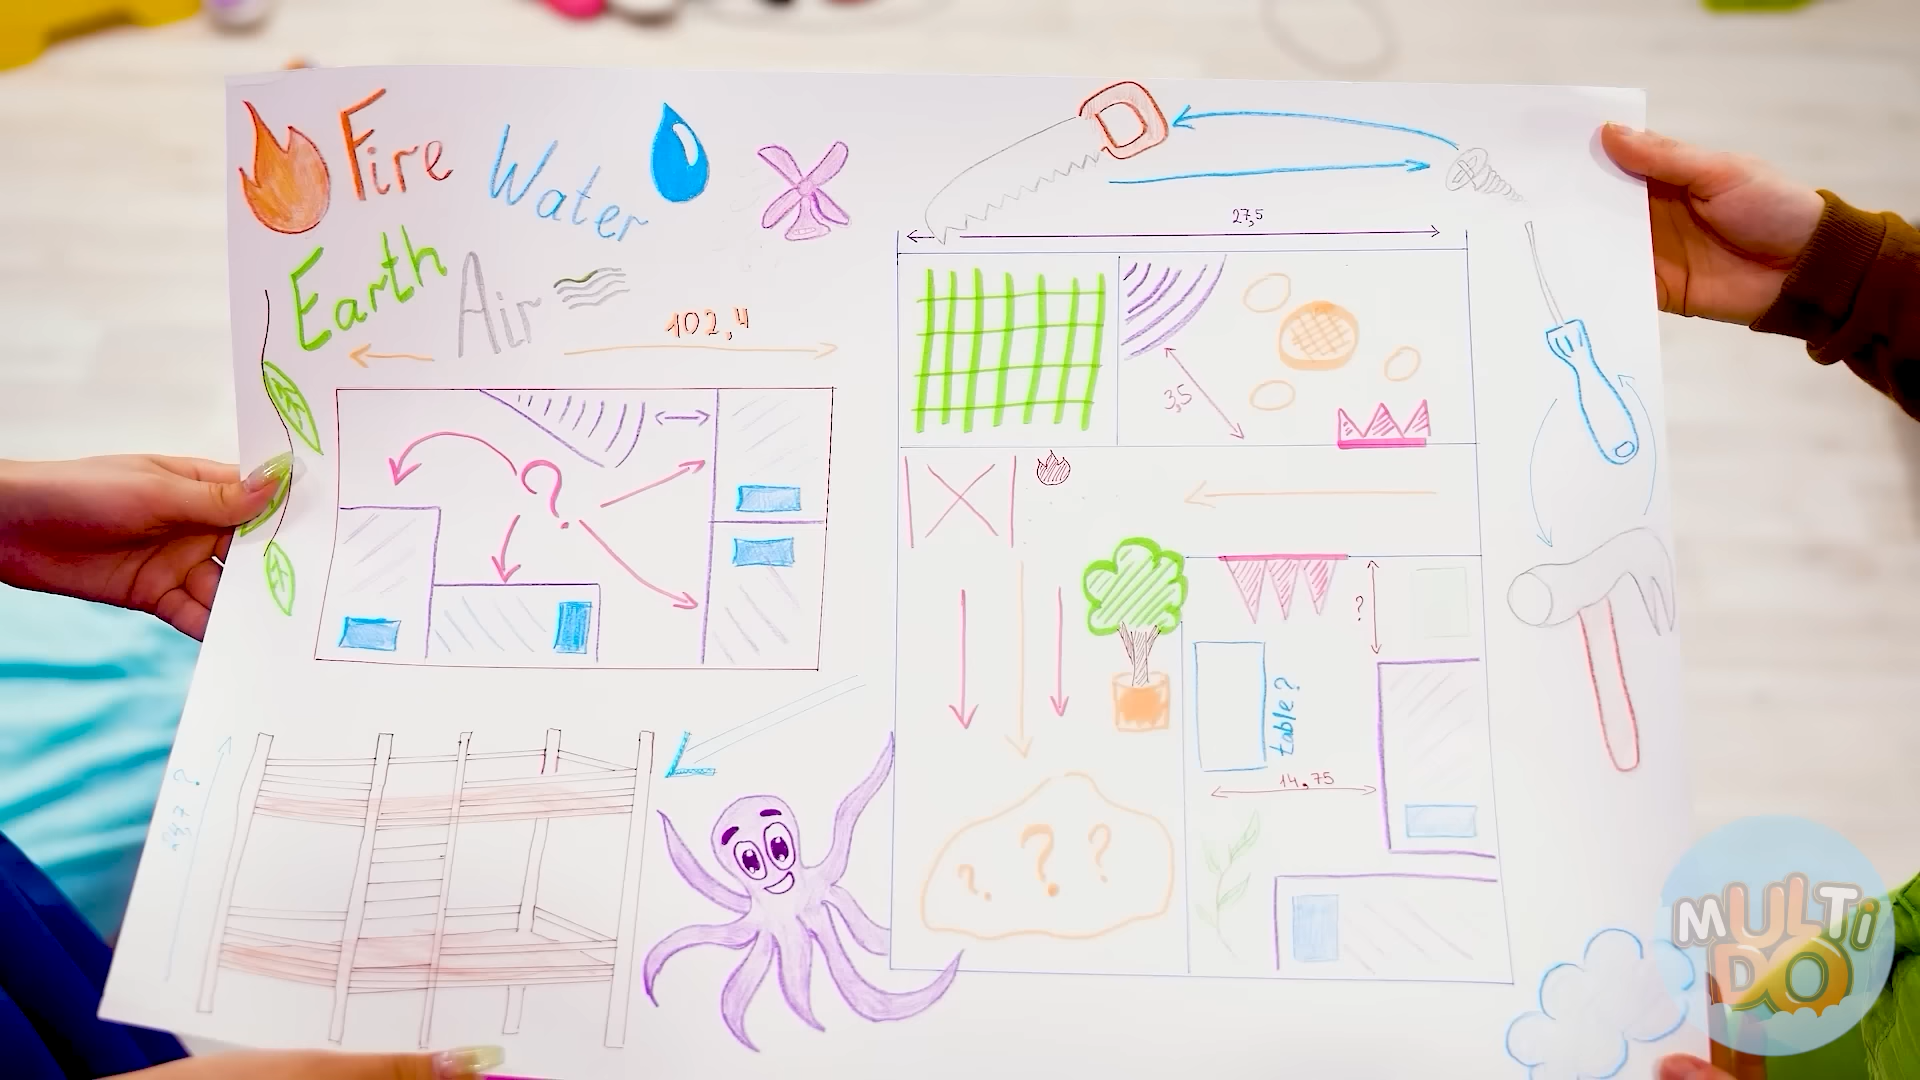 Fire
Water
Earth
Air
102,4
27,5
3,5
?
?
table?
14,75
? ? ?
?
MULTi
DO